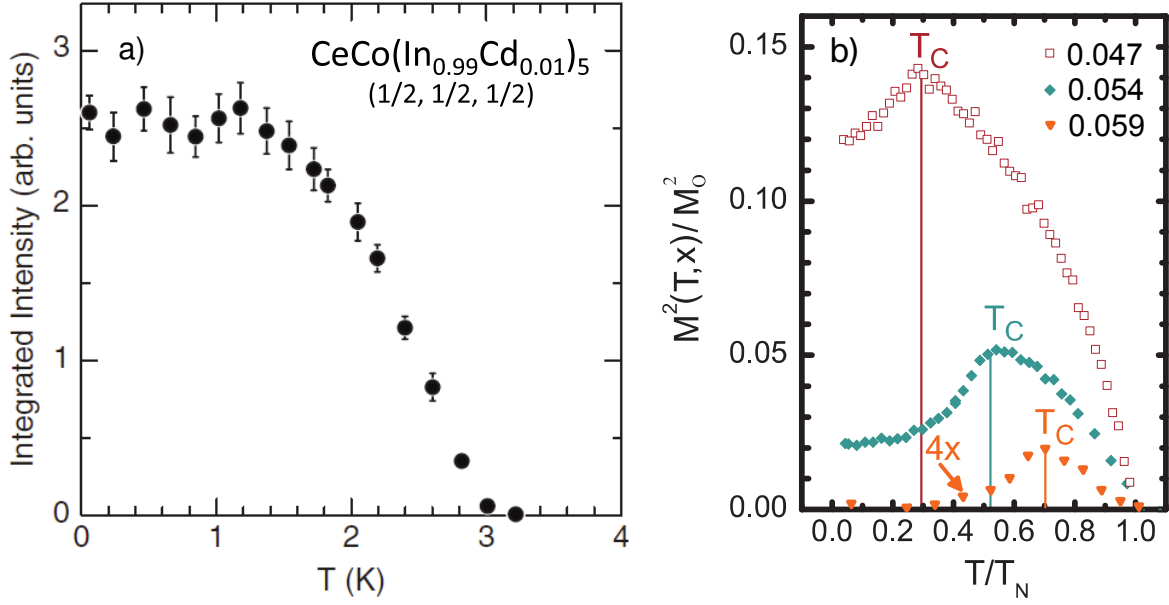 a)
CeCo(In0.99Cd0.01)5
(1/2, 1/2, 1/2)
Integrated Intensity (arb. units)
3
2
1
0
0
1
2
3
4
T (K)
b)
0.047
0.054
0.059
TC
TC
TC
4x
M2(T,x)/M2O
0.15
0.10
0.05
0.00
0.0
0.2
0.4
0.6
0.8
1.0
T/TN